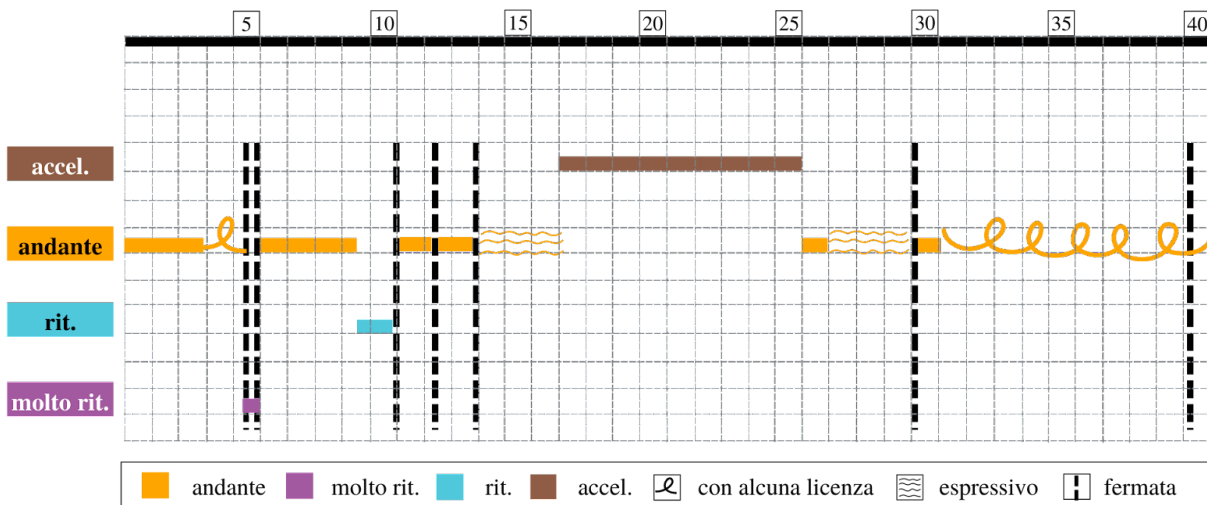 5 10 15 20 25 30 35 40
accel.
andante
rit.
molto rit.
andante molto rit. rit. accel. con alcuna licenza espressivo fermata